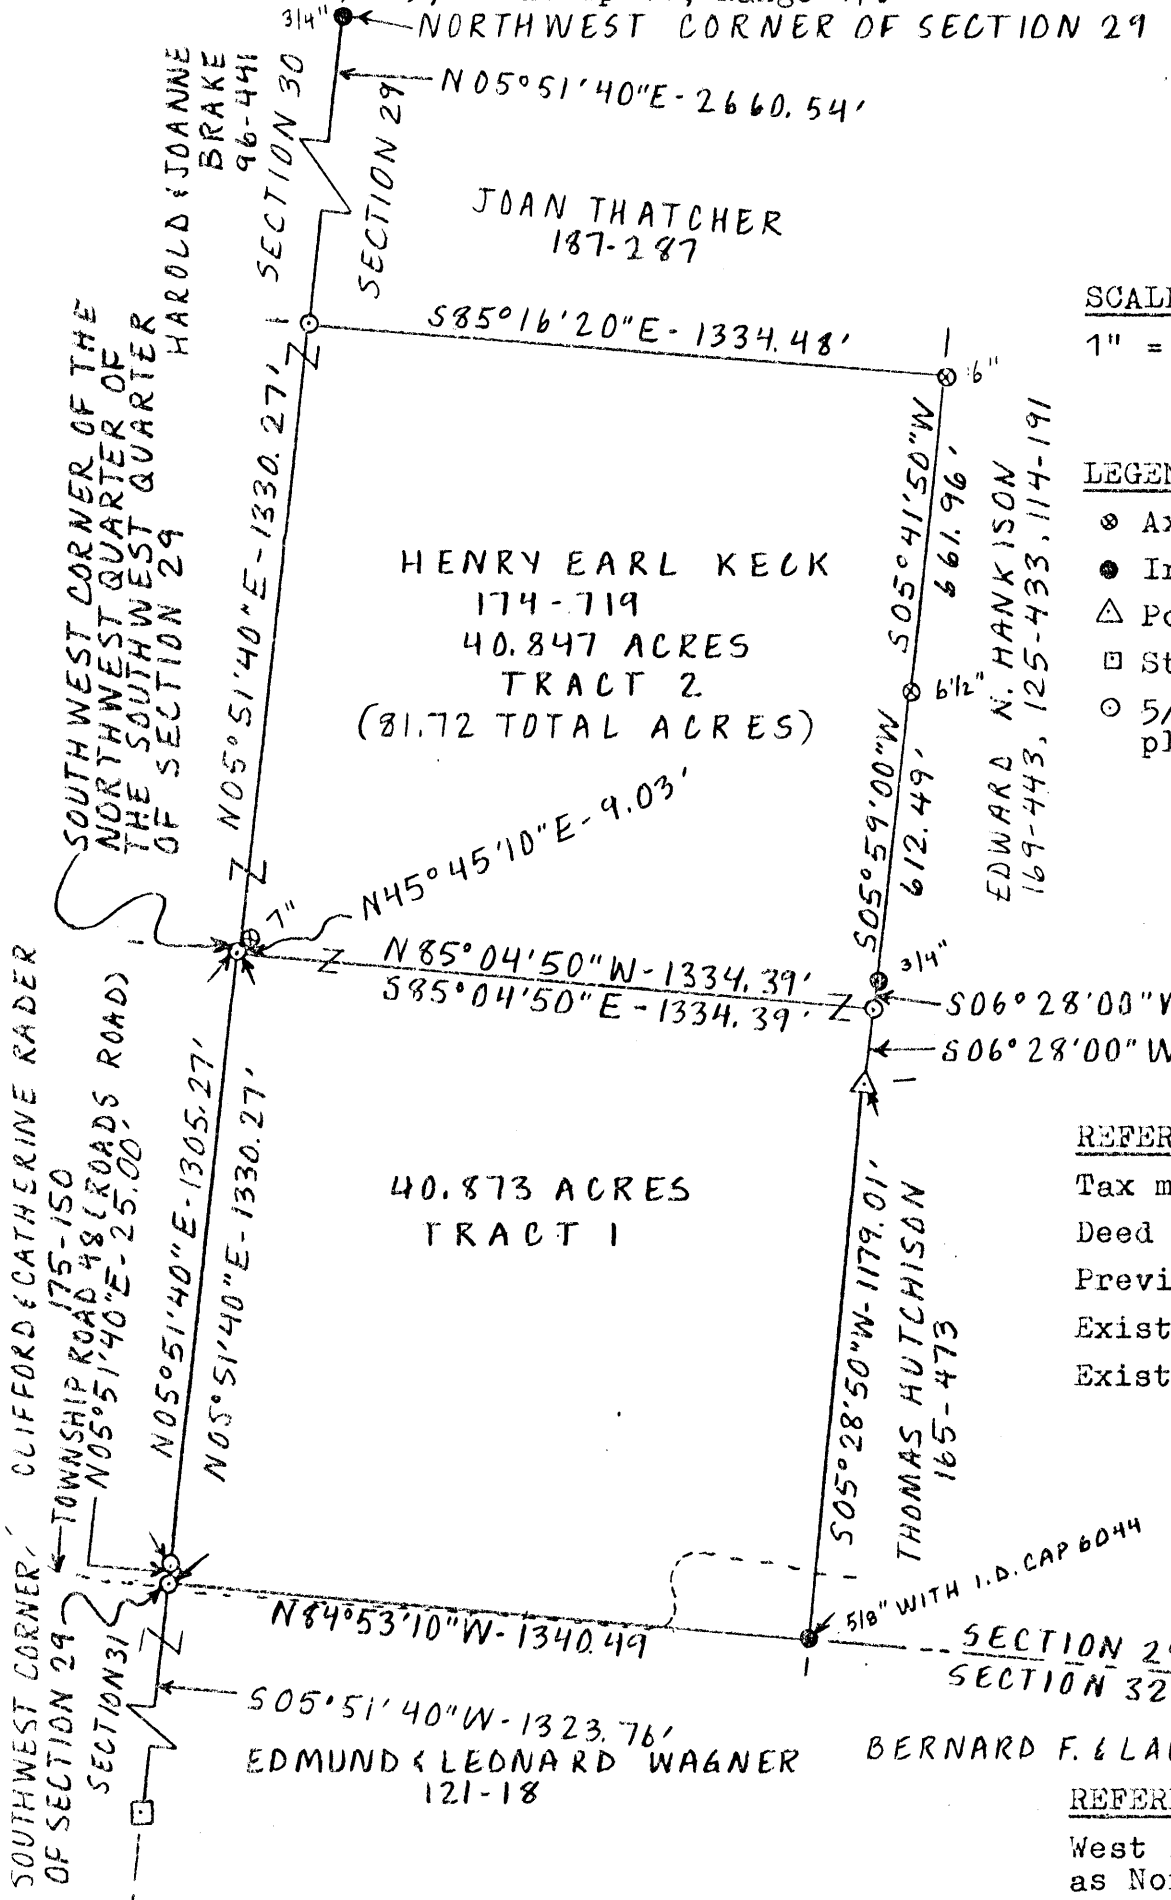 3/4"
NORTHWEST CORNER OF SECTION 29
N05°51'40"E-2660.54'
HAROLD & JOANNE
BRAKE
96-441
SECTION 30
SECTION 29
JOAN THATCHER
187-287
S85°16'20"E-1334.48'
6"
SOUTHWEST CORNER OF THE
NORTHWEST QUARTER OF
THE SOUTHWEST QUARTER
OF SECTION 29
N05°51'40"E-1330.27'
HENRY EARL KECK
174-719
40.847 ACRES
TRACT 2
(81.72 TOTAL ACRES)
S05°41'50"W
661.96'
6 1/2"
S05°59'00"W
612.49'
EDWARD N. HANKISON
169-443, 125-433, 114-191
1" =
5/
7"
N45°45'10"E-9.03'
N85°04'50"W-1334.39'
S85°04'50"E-1334.39'
3/4"
S06°28'00"W
S06°28'00"W
CLIFFORD & CATHERINE RADER
175-150
TOWNSHIP ROAD 48 (ROADS ROAD)
N05°51'40"E-25.00'
N05°51'40"E-1305.27'
N05°51'40"E-1330.27'
40.873 ACRES
TRACT 1
S05°28'50"W-1179.01'
THOMAS HUTCHISON
165-473
Tax
Deed
5/8" WITH I.D. CAP 6044
N84°53'10"W-1340.49
SECTION 29
SECTION 32
SOUTHWEST CORNER
OF SECTION 29
SECTION 31
S05°51'40"W-1323.76'
EDMUND & LEONARD WAGNER
121-18
BERNARD F. &
West
as